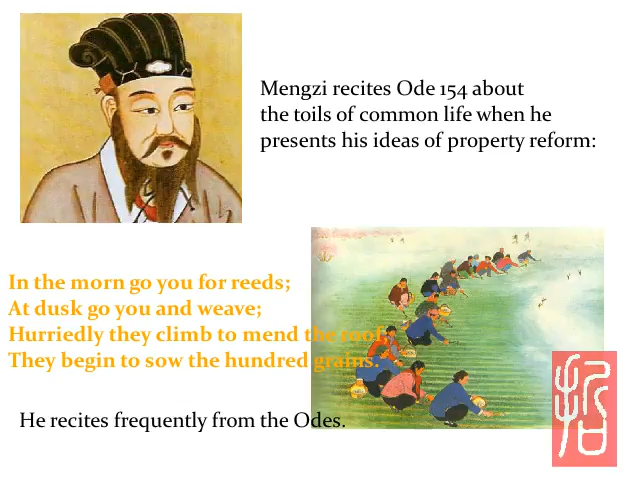 Mengzi recites Ode 154 about
the toils of common life when he
presents his ideas of property reform:
In the morn go you for reeds;
At dusk go you and weave;
Hurriedly they climb to mend the roof;
They begin to sow the hundred grains.
He recites frequently from the Odes.